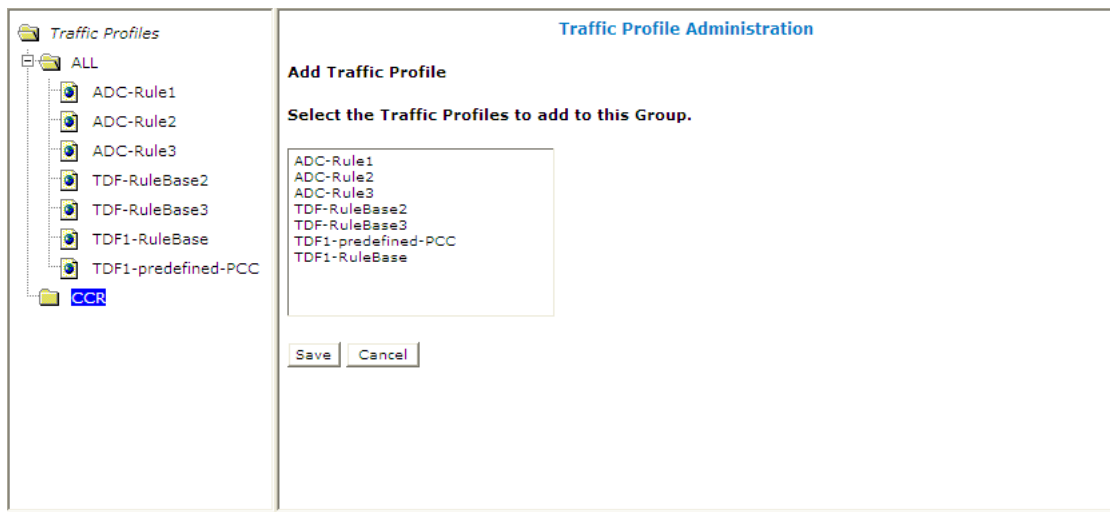 Traffic Profiles
ALL
ADC-Rule1
ADC-Rule2
ADC-Rule3
TDF-RuleBase2
TDF-RuleBase3
TDF1-RuleBase
TDF1-predefined-PCC
CCR
Traffic Profile Administration
Add Traffic Profile
Select the Traffic Profiles to add to this Group.
ADC-Rule1
ADC-Rule2
ADC-Rule3
TDF-RuleBase2
TDF-RuleBase3
TDF1-predefined-PCC
TDF1-RuleBase
Save Cancel